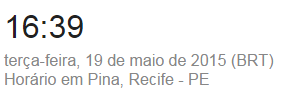 16:39
terça-feira, 19 de maio de 2015 (BRT)
Horário em Pina, Recife - PE